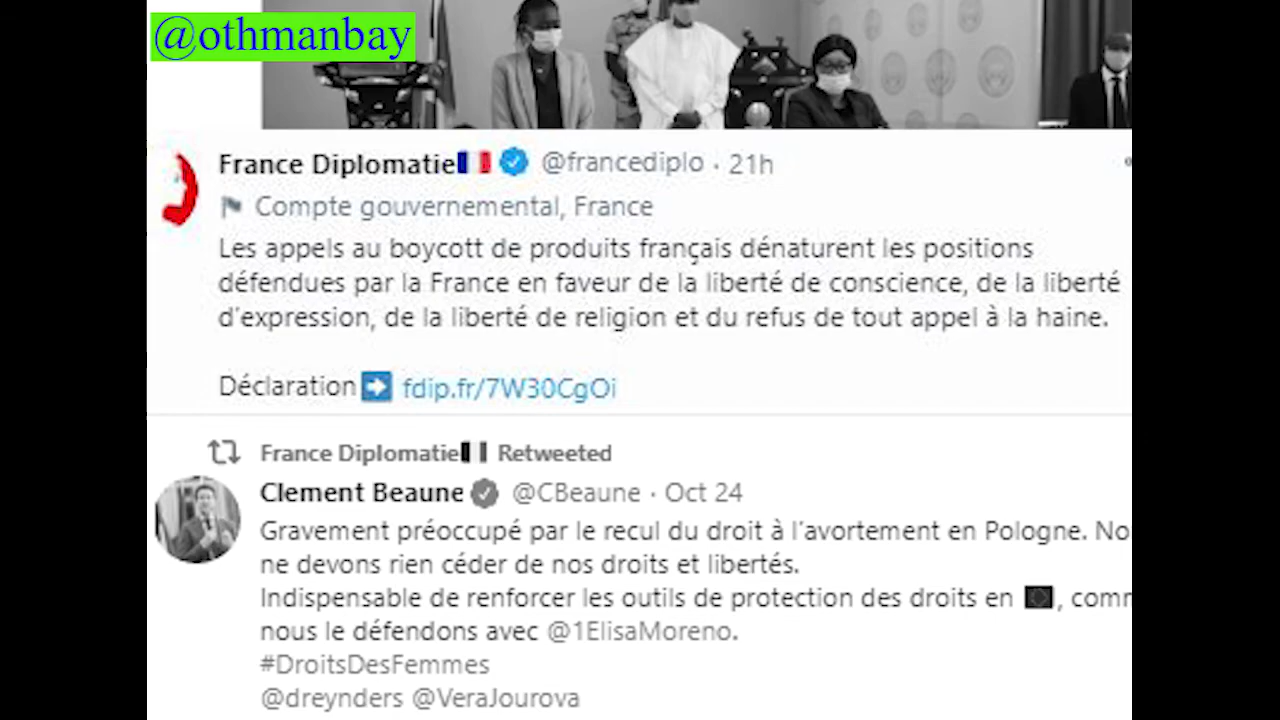 @othmanbay
France Diplomatie @francediplo · 21h
Compte gouvernemental, France
Les appels au boycott de produits français dénaturent les positions
défendues par la France en faveur de la liberté de conscience, de la liberté
d'expression, de la liberté de religion et du refus de tout appel à la haine.
Déclaration fdip.fr/7W30CgOi
France Diplomatie Retweeted
Clement Beaune @CBeaune · Oct 24
Gravement préoccupé par le recul du droit à l'avortement en Pologne. No
ne devons rien céder de nos droits et libertés.
Indispensable de renforcer les outils de protection des droits en , comm
nous le défendons avec @1ElisaMoreno.
#DroitsDesFemmes
@dreynders @VeraJourova